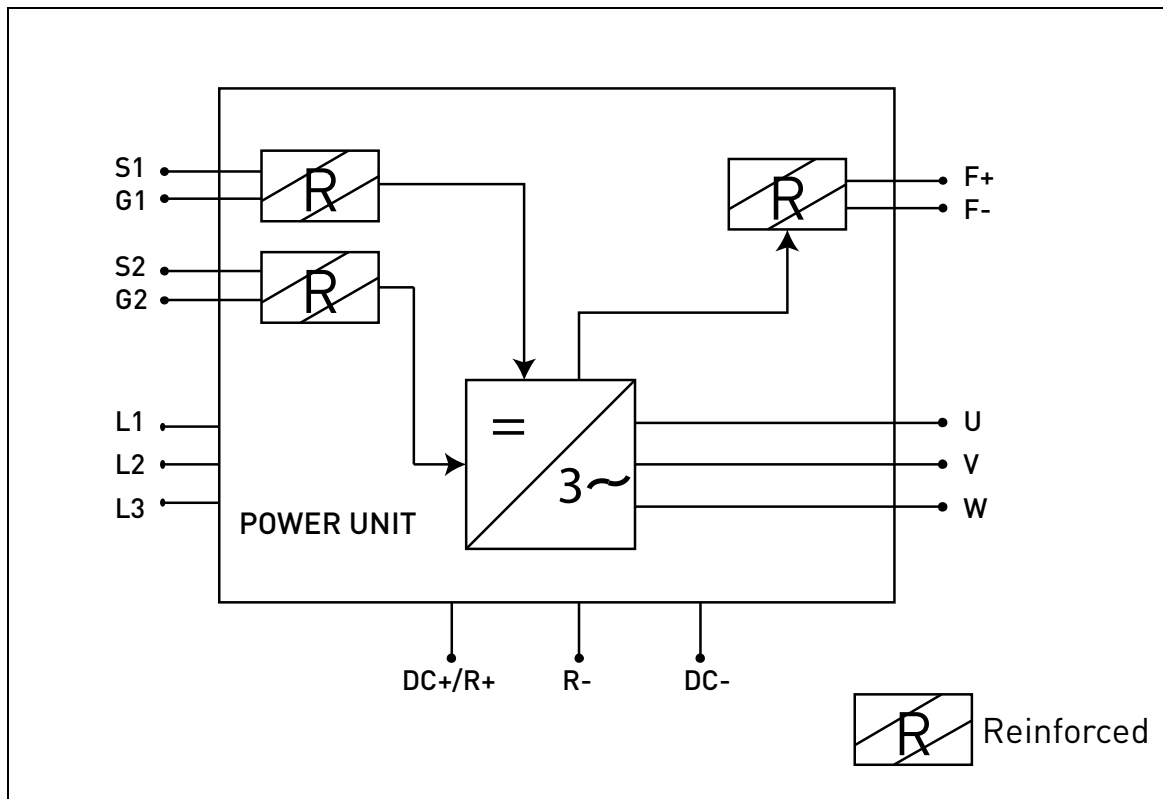 S1
G1
R
S2
G2
R
R
F+
F-
L1
L2
L3
POWER UNIT
=
3~
U
V
W
DC+/R+
R-
DC-
R
Reinforced